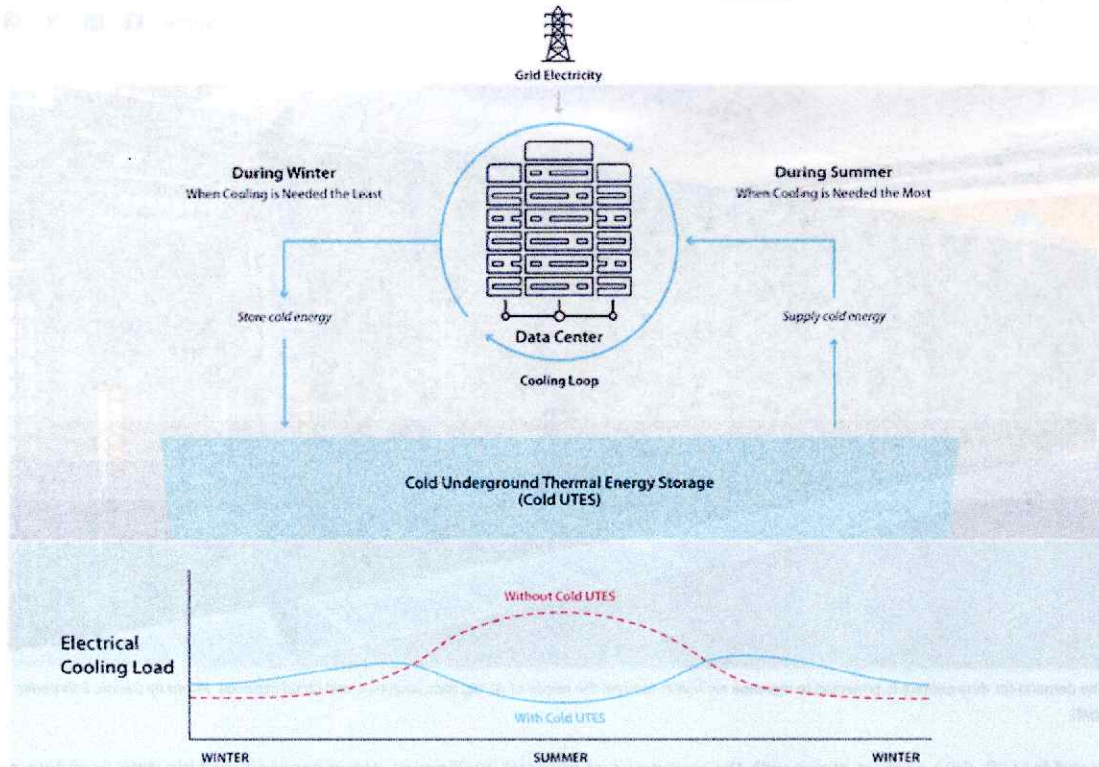 Grid Electricity
During Winter
When Cooling is Needed the Least
During Summer
When Cooling is Needed the Most
Store cold energy
Supply cold energy
Data Center
Cooling Loop
Cold Underground Thermal Energy Storage
(Cold UTES)
Without Cold UTES
Electrical
Cooling Load
With Cold UTES
WINTER
SUMMER
WINTER